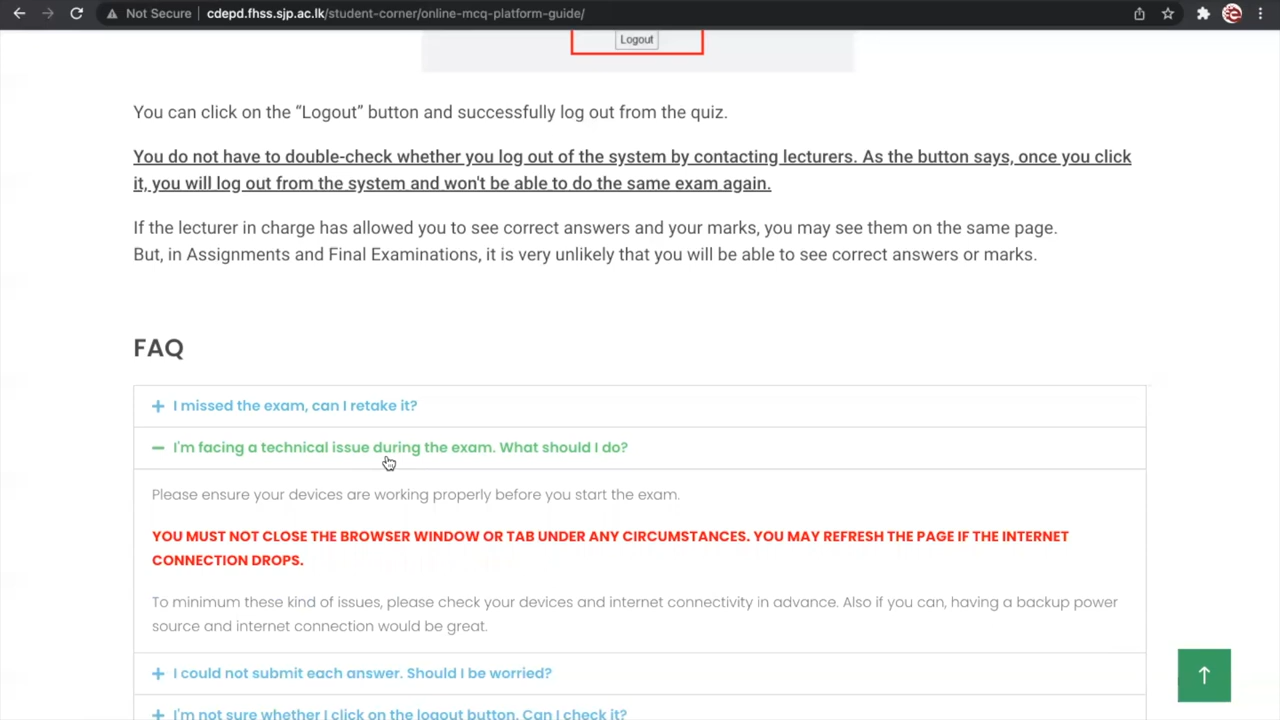 Not Secure
cdepd.fhss.sjp.ac.lk/student-corner/online-mcq-platform-guide/
Logout
You can click on the “Logout” button and successfully log out from the quiz.
You do not have to double-check whether you log out of the system by contacting lecturers. As the button says, once you click
it, you will log out from the system and won't be able to do the same exam again.
If the lecturer in charge has allowed you to see correct answers and your marks, you may see them on the same page.
But, in Assignments and Final Examinations, it is very unlikely that you will be able to see correct answers or marks.
FAQ
I missed the exam, can I retake it?
I'm facing a technical issue during the exam. What should I do?
Please ensure your devices are working properly before you start the exam.
YOU MUST NOT CLOSE THE BROWSER WINDOW OR TAB UNDER ANY CIRCUMSTANCES. YOU MAY REFRESH THE PAGE IF THE INTERNET
CONNECTION DROPS.
To minimum these kind of issues, please check your devices and internet connectivity in advance. Also if you can, having a backup power
source and internet connection would be great.
I could not submit each answer. Should I be worried?
I'm not sure whether I click on the logout button. Can I check it?